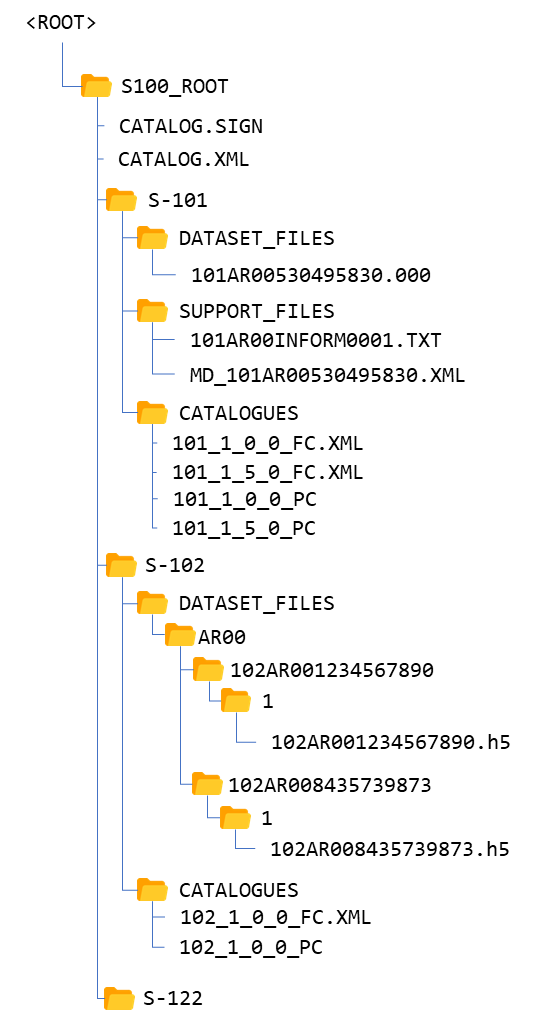 <ROOT>
S100_ROOT
CATALOG.SIGN
CATALOG.XML
S-101
DATASET_FILES
101AR00530495830.000
SUPPORT_FILES
101AR00INFORM0001.TXT
MD_101AR00530495830.XML
CATALOGUES
101_1_0_0_FC.XML
101_1_5_0_FC.XML
101_1_0_0_PC
101_1_5_0_PC
S-102
DATASET_FILES
AR00
102AR001234567890
1
102AR001234567890.h5
102AR008435739873
1
102AR008435739873.h5
CATALOGUES
102_1_0_0_FC.XML
102_1_0_0_PC
S-122